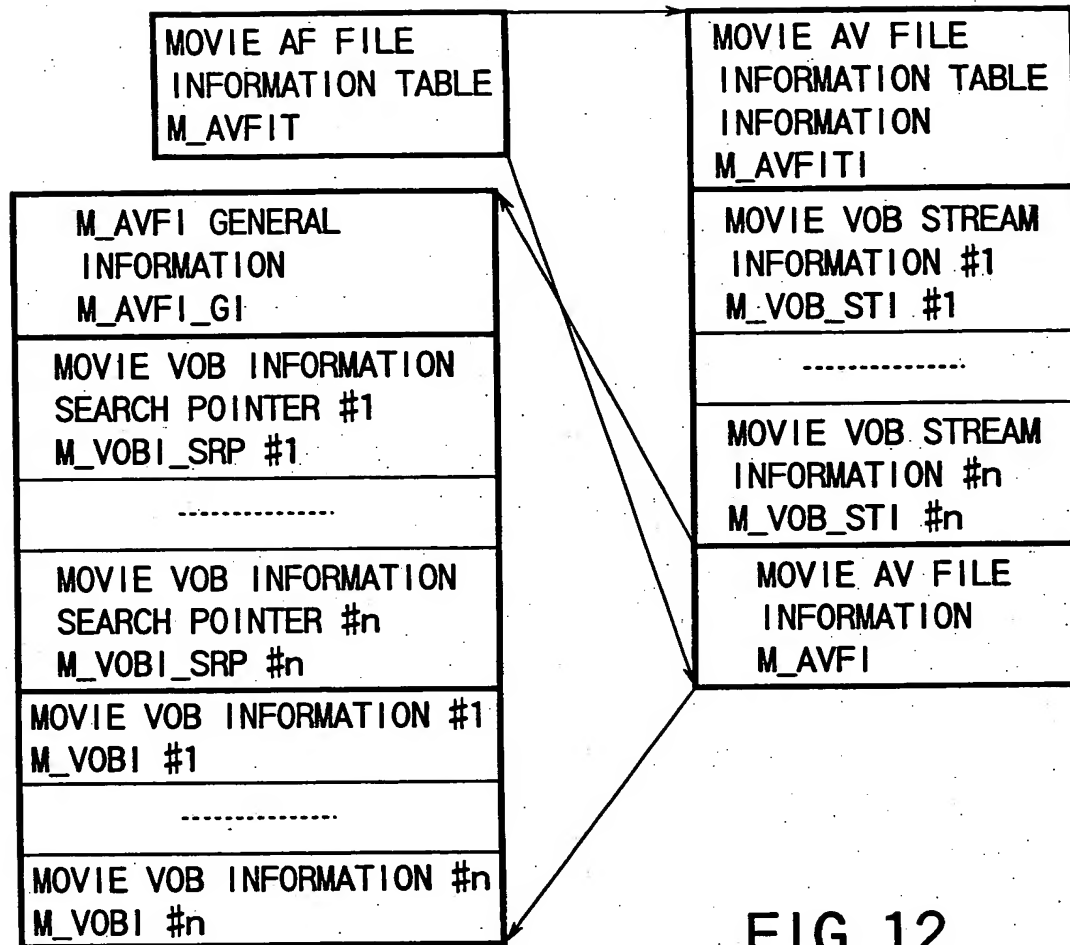 MOVIE AF FILE
INFORMATION TABLE
M_AVFIT
MOVIE AV FILE
INFORMATION TABLE
INFORMATION
M_AVFITI
MOVIE VOB STREAM
INFORMATION #1
M_VOB_STI #1
MOVIE VOB STREAM
INFORMATION #n
M_VOB_STI #n
MOVIE AV FILE
INFORMATION
M_AVFI
M_AVFI GENERAL
INFORMATION
M_AVFI_GI
MOVIE VOB INFORMATION
SEARCH POINTER #1
M_VOBI_SRP #1
MOVIE VOB INFORMATION
SEARCH POINTER #n
M_VOBI_SRP #n
MOVIE VOB INFORMATION #1
M_VOBI #1
MOVIE VOB INFORMATION #n
M_VOBI #n
FIG. 12